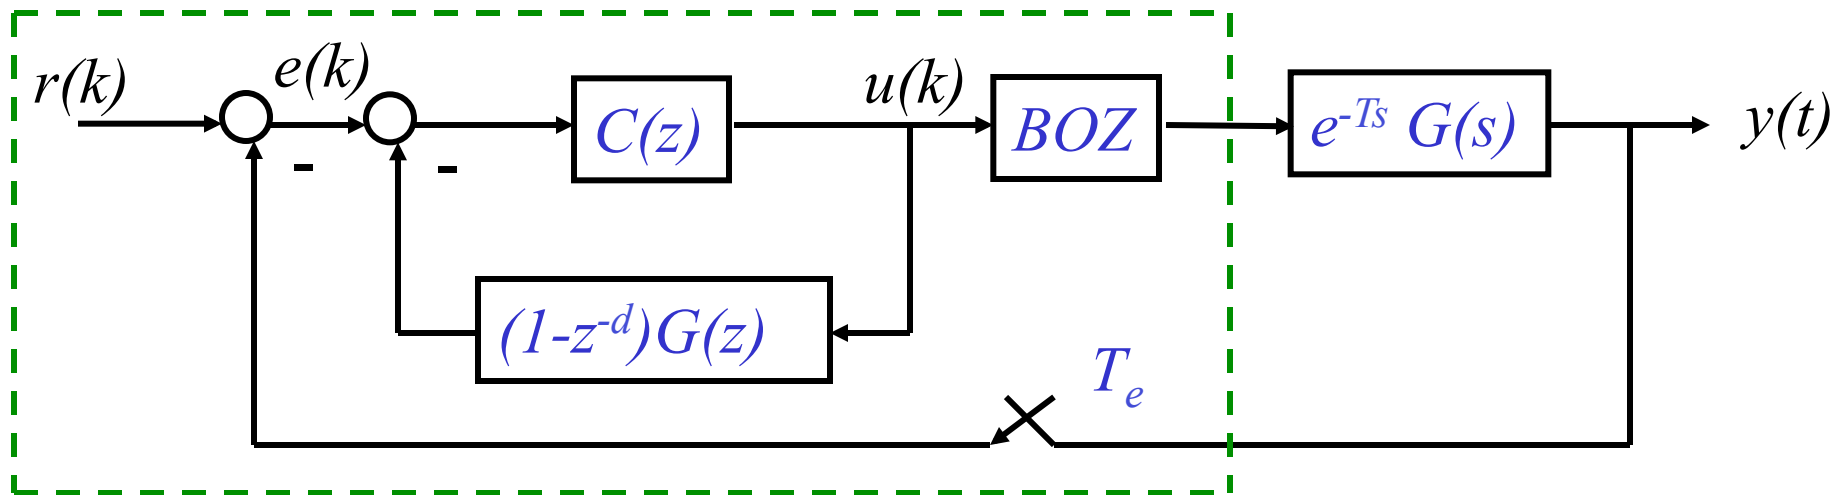 r(k)
e(k)
-
-
C(z)
u(k)
BOZ
e^-Ts G(s)
y(t)
(1-z^-d)G(z)
T_e